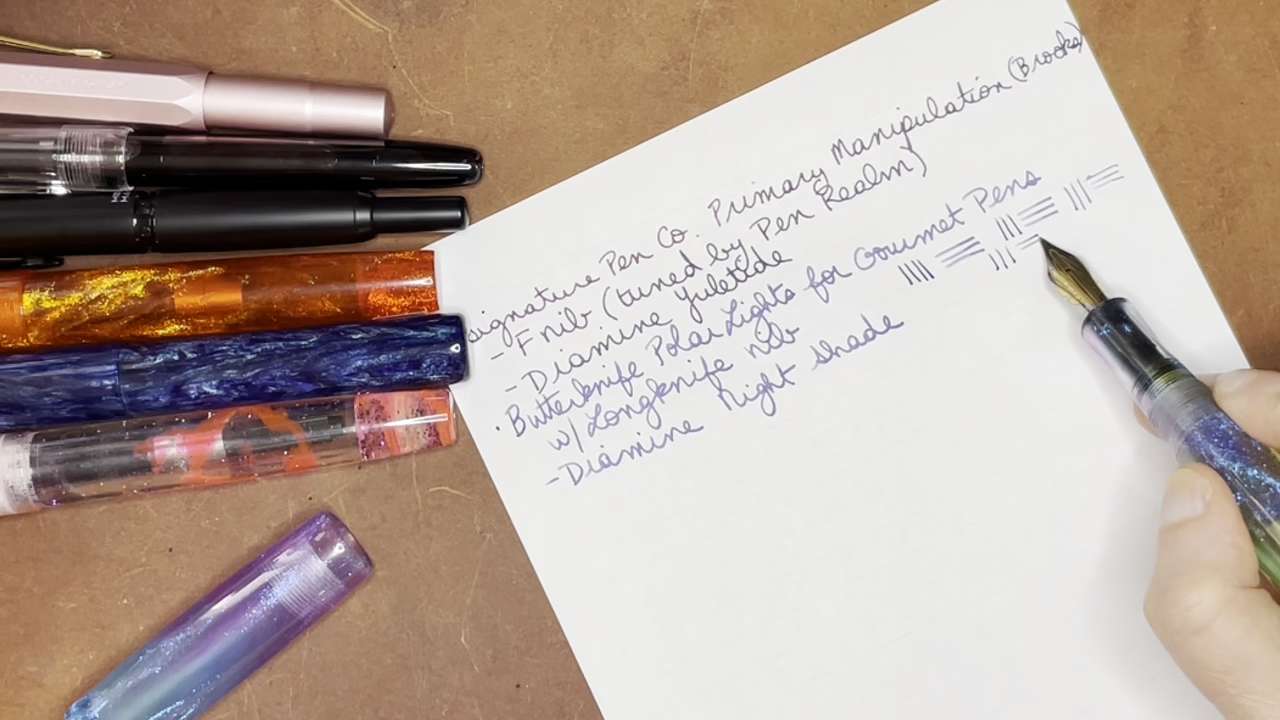 Signature Pen Co. Primary Manipulation (Brooks)
- F nib (tuned by Pen Realm)
- Diamine Yuletide
· Butterknife Polar Lights for Gourmet Pens
w/ Longknife nib
- Diamine Night shade